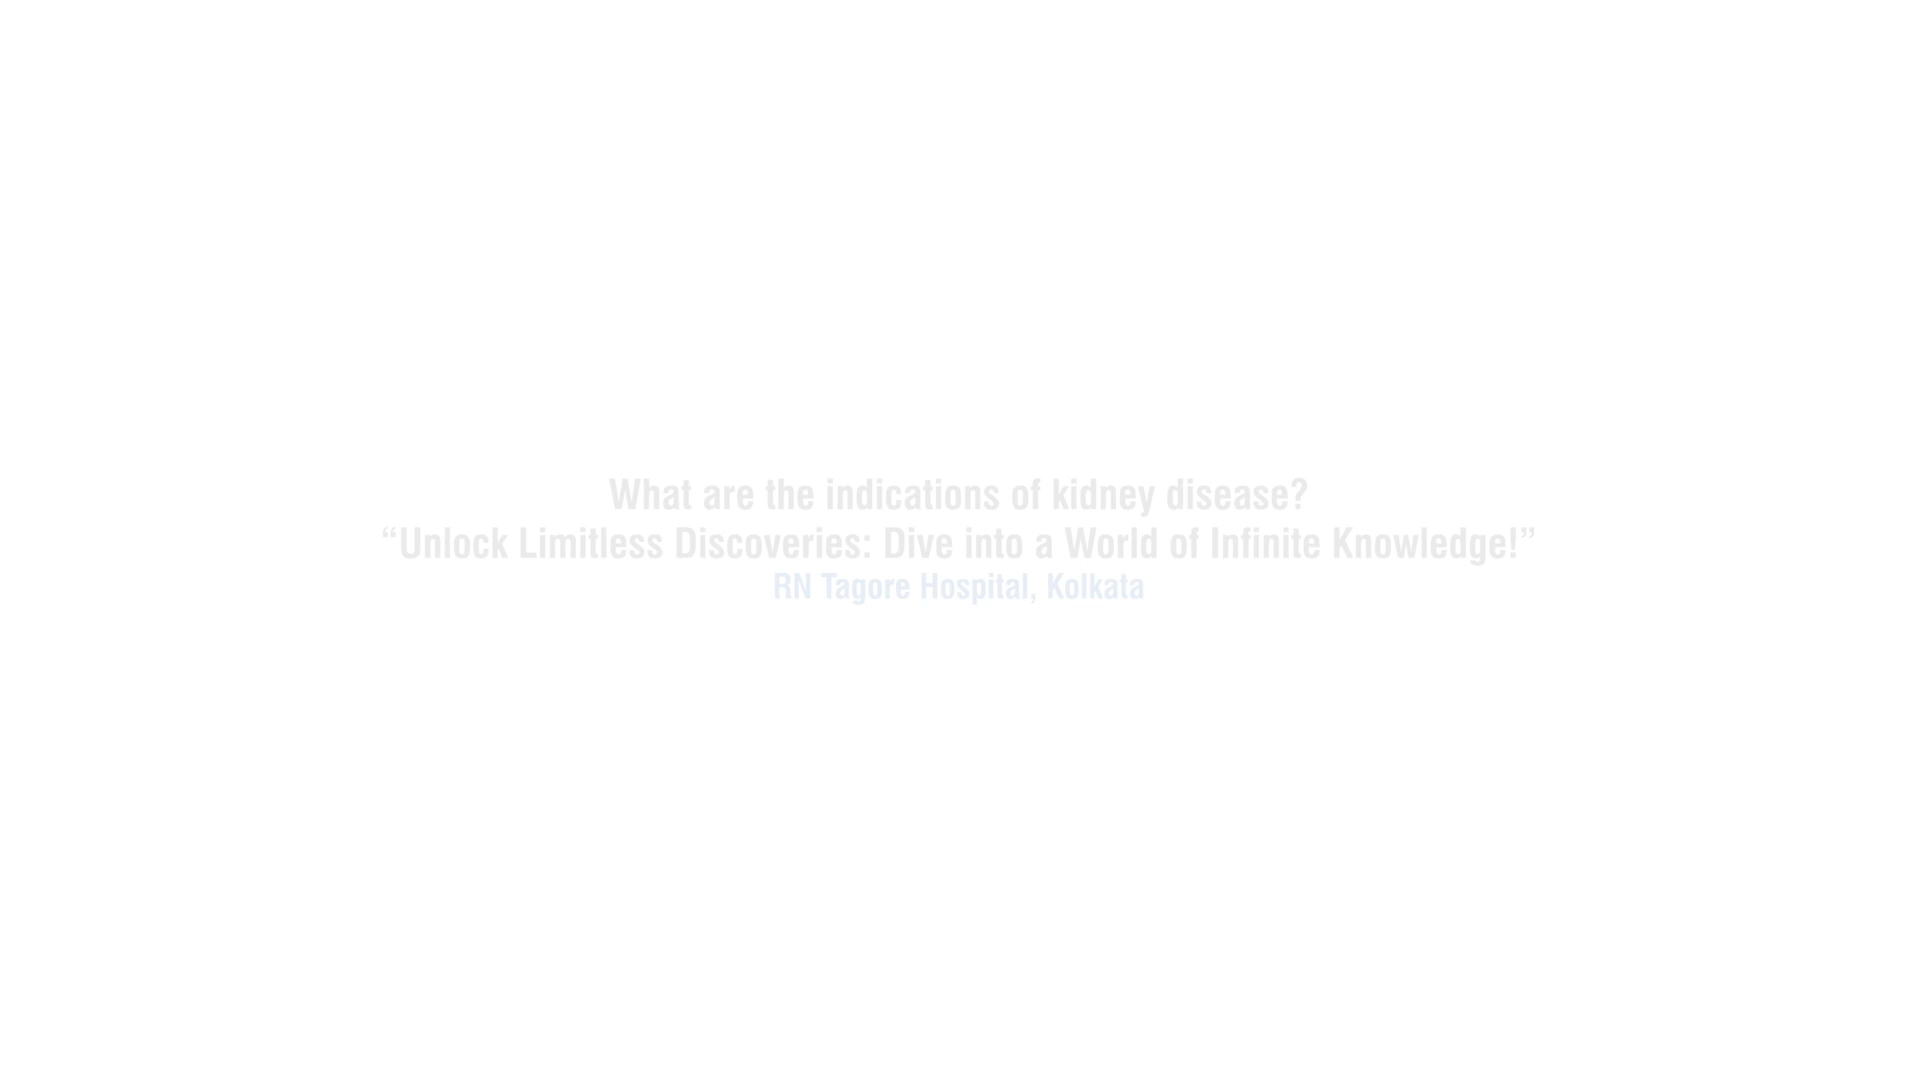 What are the indications of kidney disease?
“Unlock Limitless Discoveries: Dive into a World of Infinite Knowledge!”
RN Tagore Hospital, Kolkata